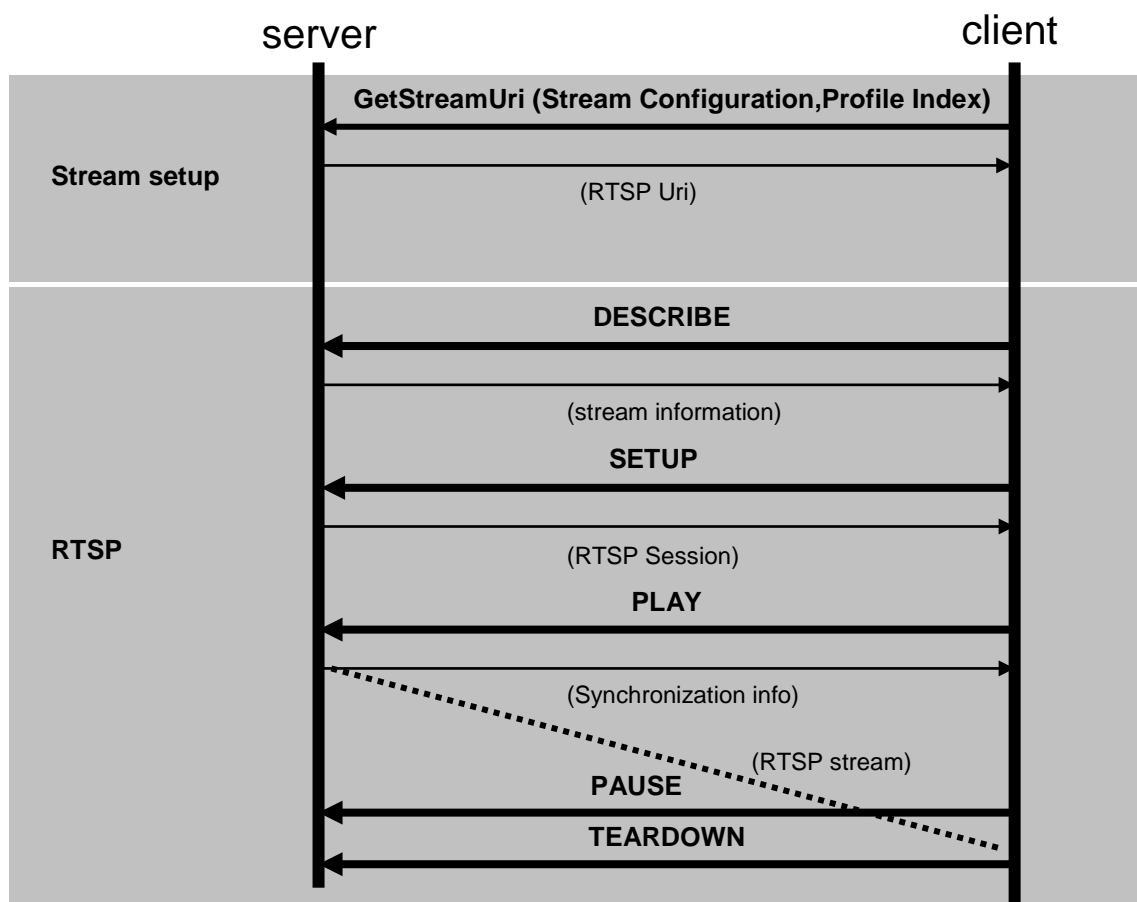 server
client
GetStreamUri (Stream Configuration,Profile Index)
Stream setup
(RTSP Uri)
DESCRIBE
(stream information)
SETUP
RTSP
(RTSP Session)
PLAY
(Synchronization info)
(RTSP stream)
PAUSE
TEARDOWN